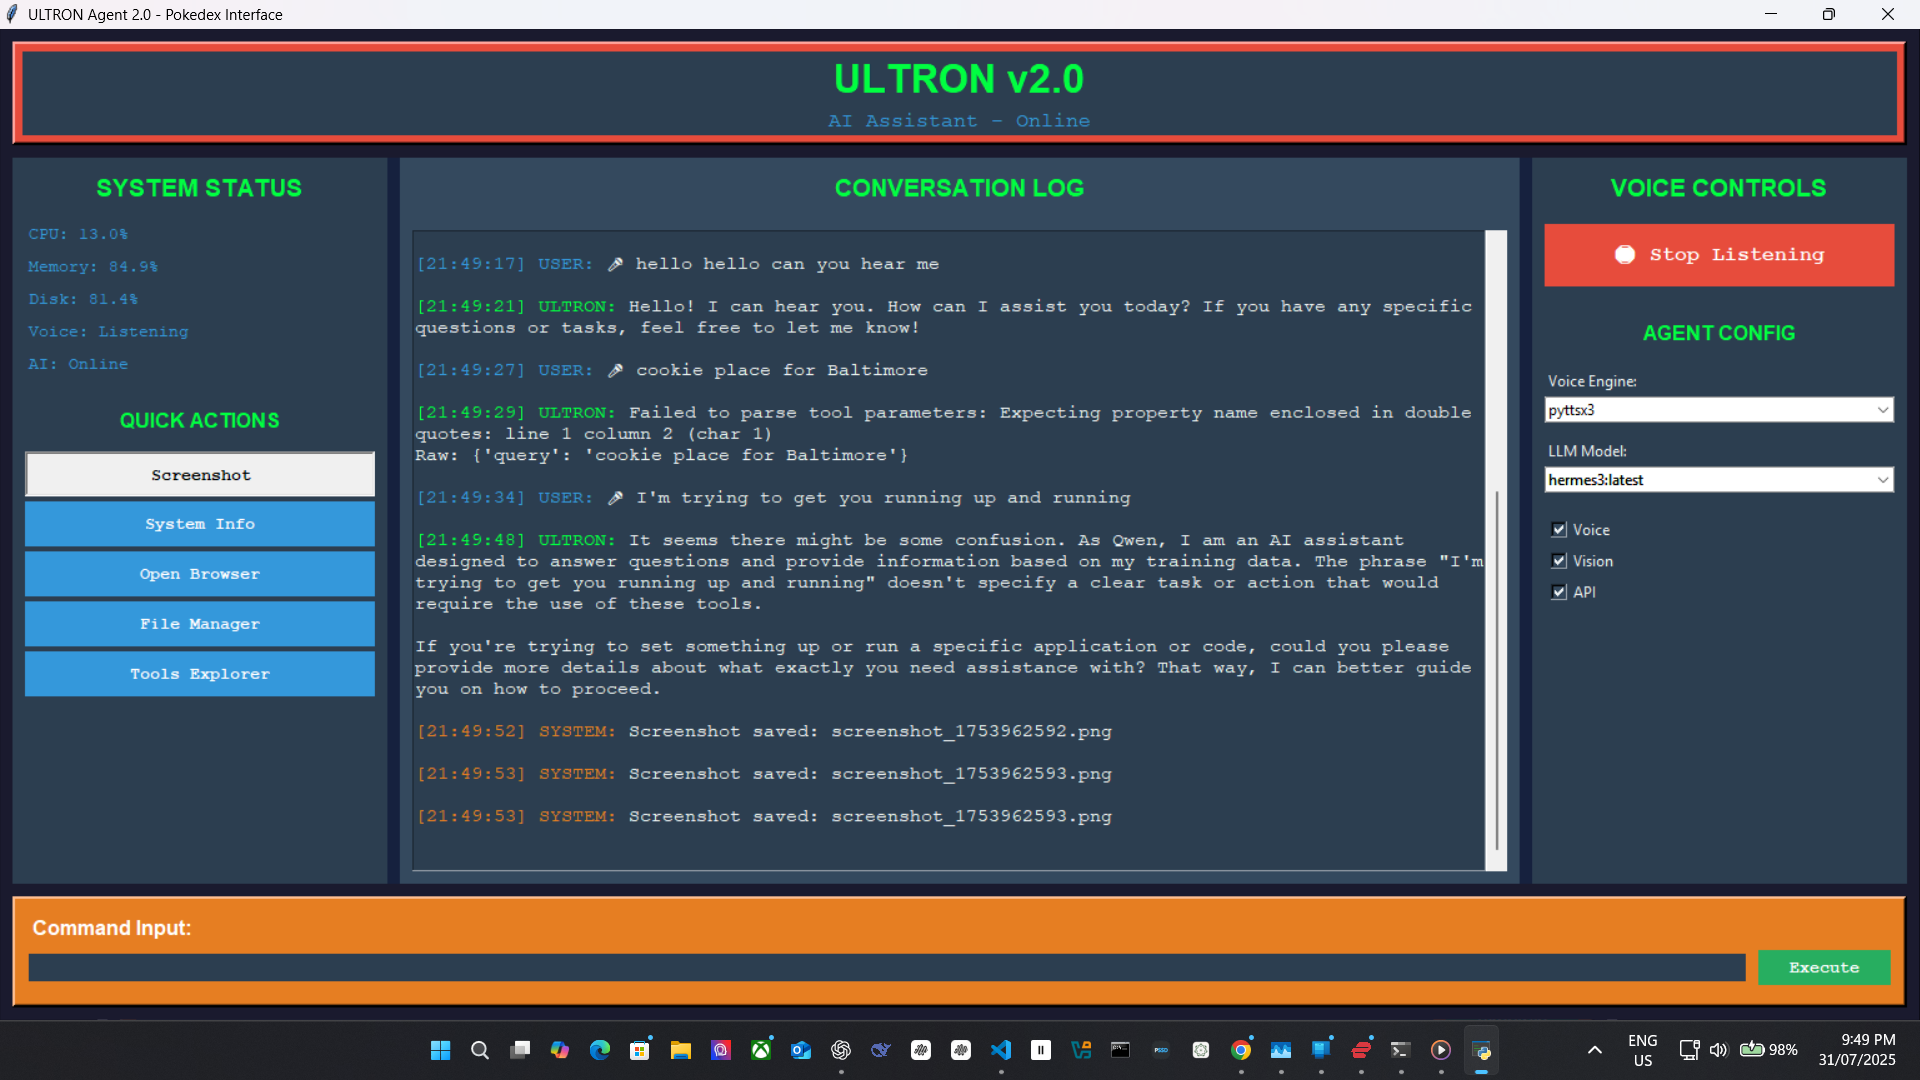 ULTRON Agent 2.0 - Pokedex Interface
ULTRON v2.0
AI Assistant - Online
SYSTEM STATUS
CPU: 13.0%
Memory: 84.9%
Disk: 81.4%
Voice: Listening
AI: Online
QUICK ACTIONS
Screenshot
System Info
Open Browser
File Manager
Tools Explorer
CONVERSATION LOG
[21:49:17] USER: 🎤 hello hello can you hear me
[21:49:21] ULTRON: Hello! I can hear you. How can I assist you today? If you have any specific
questions or tasks, feel free to let me know!
[21:49:27] USER: 🎤 cookie place for Baltimore
[21:49:29] ULTRON: Failed to parse tool parameters: Expecting property name enclosed in double
quotes: line 1 column 2 (char 1)
Raw: {'query': 'cookie place for Baltimore'}
[21:49:34] USER: 🎤 I'm trying to get you running up and running
[21:49:48] ULTRON: It seems there might be some confusion. As Qwen, I am an AI assistant
designed to answer questions and provide information based on my training data. The phrase "I'm
trying to get you running up and running" doesn't specify a clear task or action that would
require the use of these tools.
If you're trying to set something up or run a specific application or code, could you please
provide more details about what exactly you need assistance with? That way, I can better guide
you on how to proceed.
[21:49:52] SYSTEM: Screenshot saved: screenshot_1753962592.png
[21:49:53] SYSTEM: Screenshot saved: screenshot_1753962593.png
[21:49:53] SYSTEM: Screenshot saved: screenshot_1753962593.png
VOICE CONTROLS
Stop Listening
AGENT CONFIG
Voice Engine:
pyttsx3
LLM Model:
hermes3:latest
Voice
Vision
API
Command Input:
Execute
ENG
US
98%
9:49 PM
31/07/2025